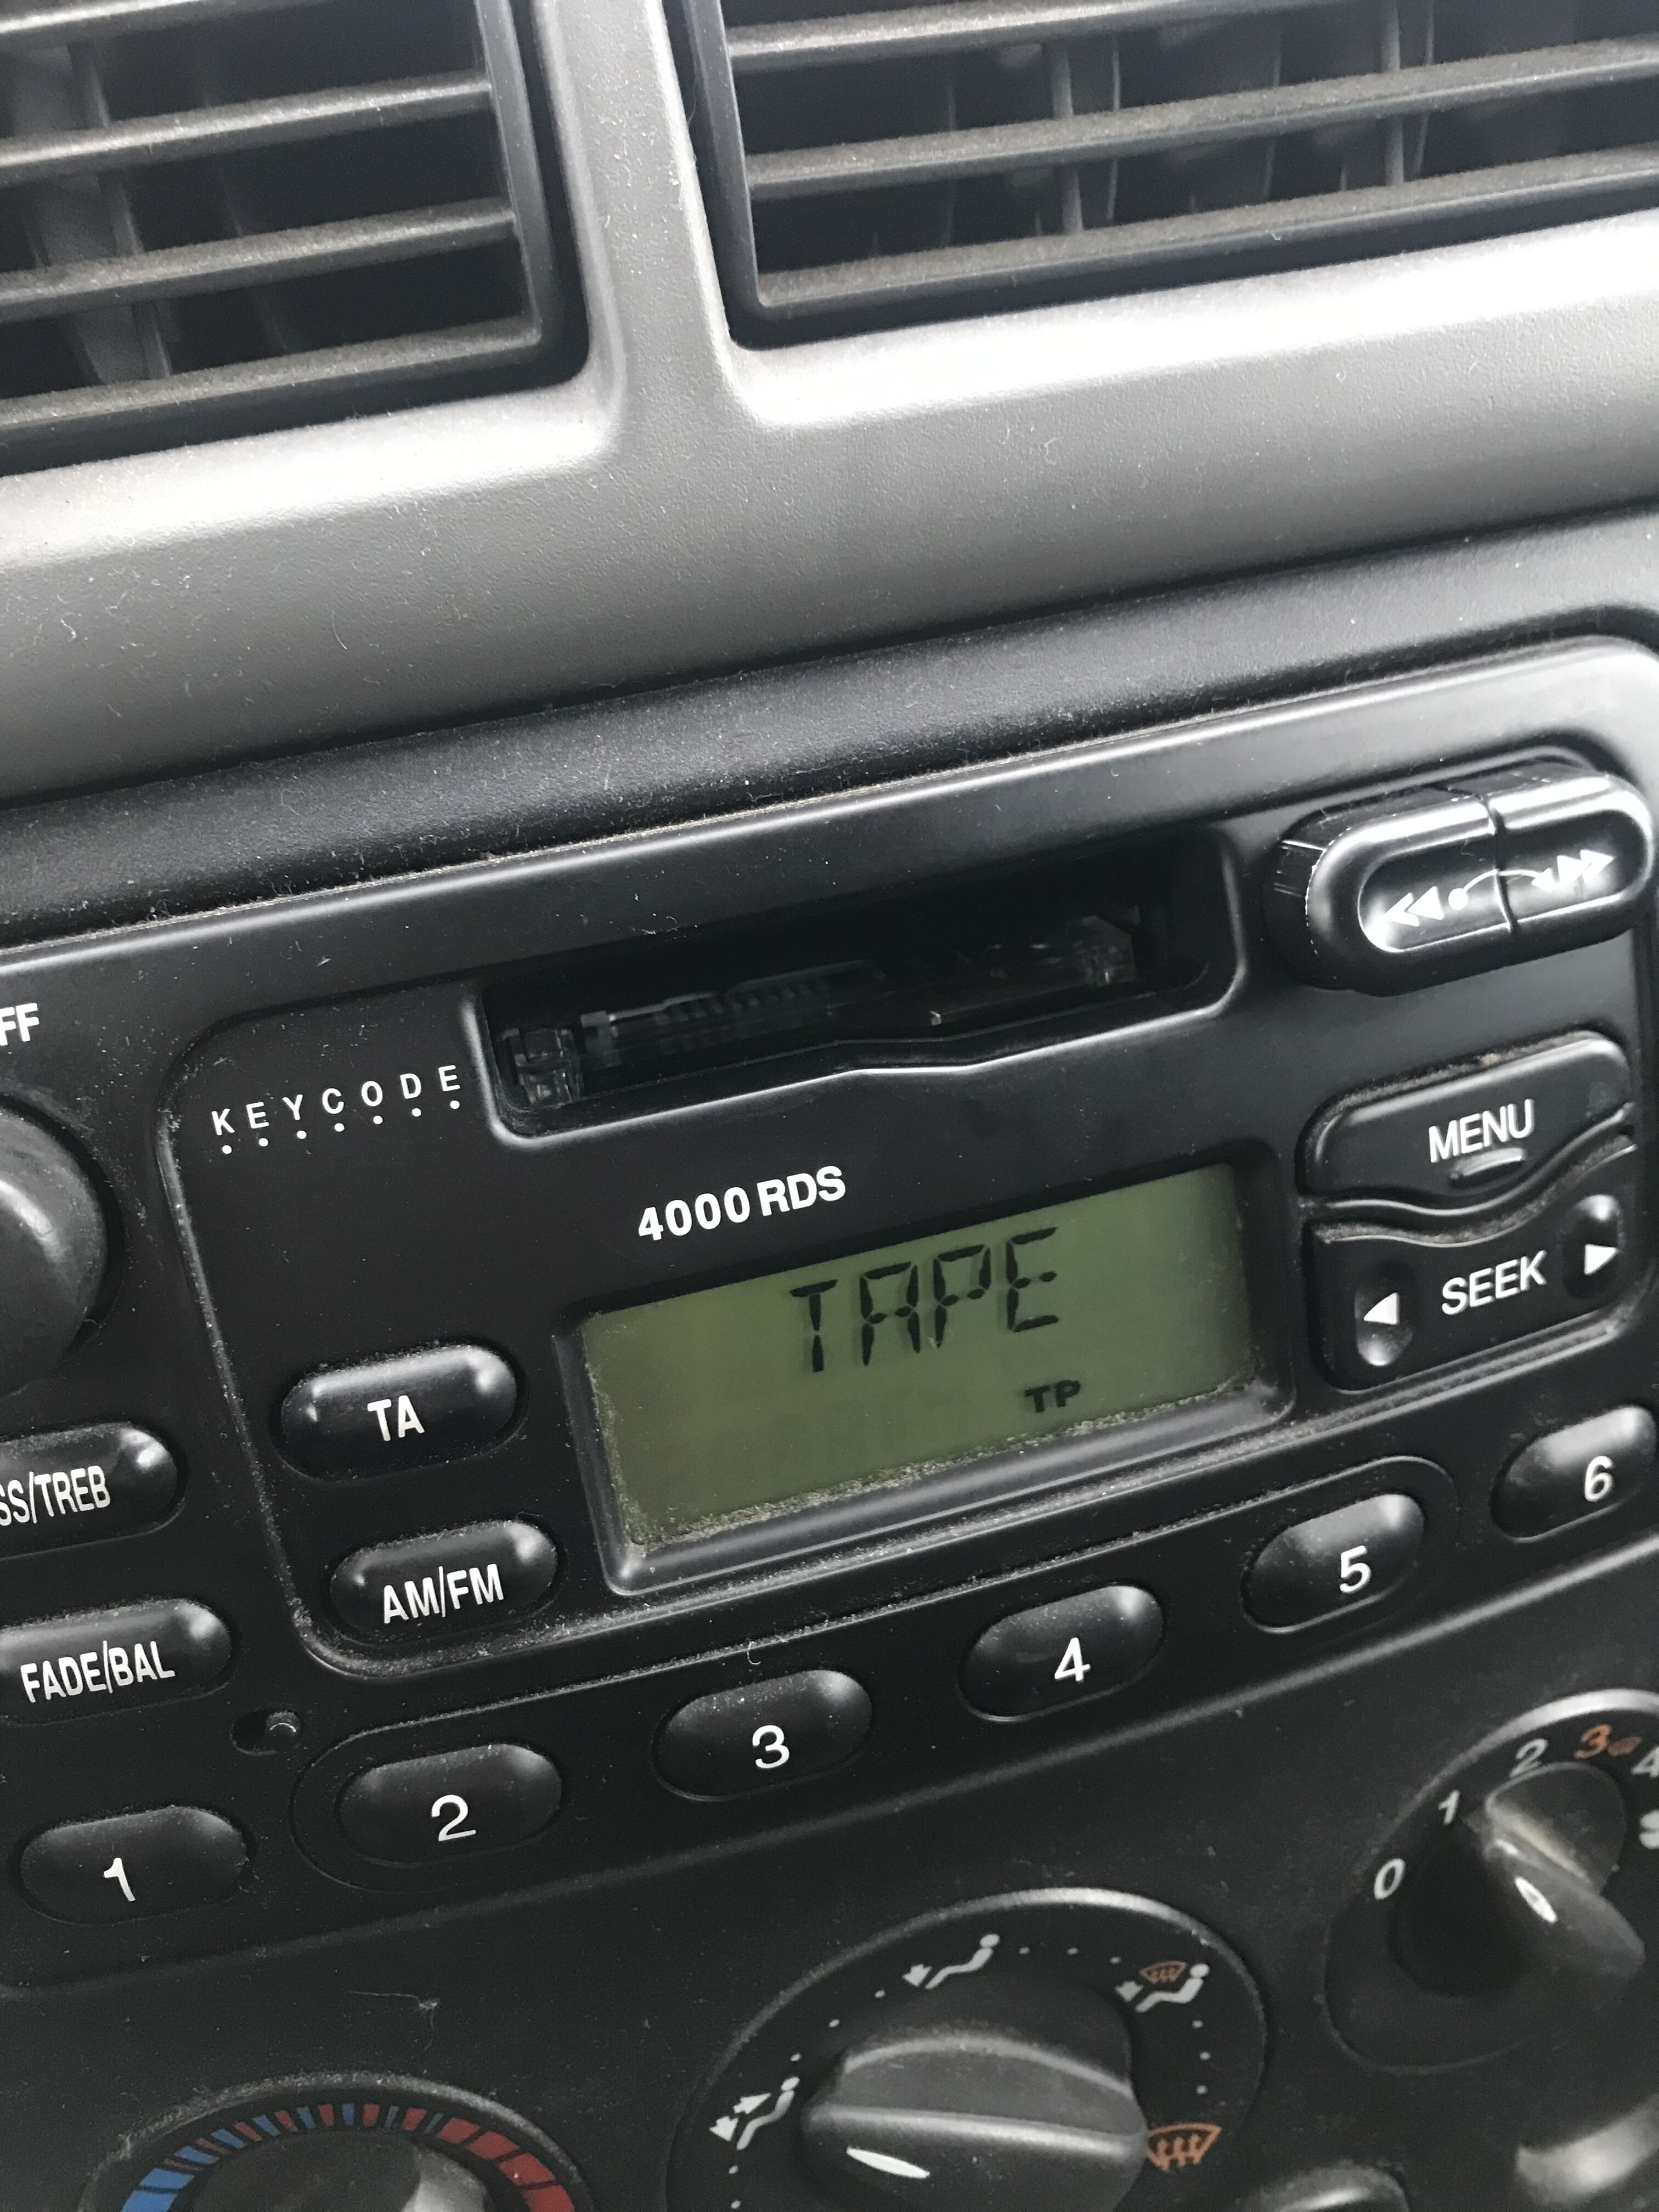 FF
KEYCODE
4000 RDS
MENU
SEEK
TAPE
TP
TA
SS/TREB
AM/FM
FADE/BAL
1
2
3
4
5
6
0
1
2
3
4